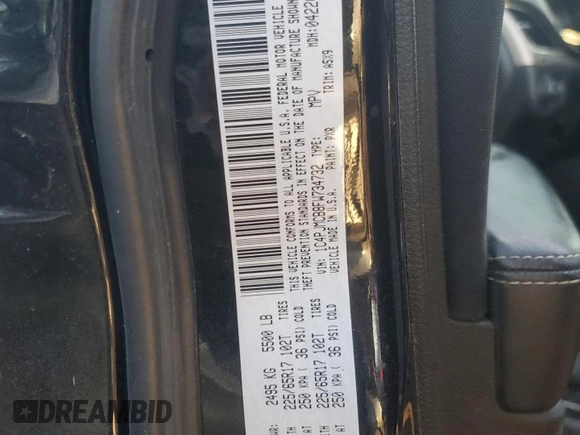 2495 KG 5500 LB
225/65R17 102T TIRES
250 KPA ( 36 PSI) COLD
225/65R17 102T TIRES
250 KPA ( 36 PSI) COLD
THIS VEHICLE CONFORMS TO ALL APPLICABLE U.S.A. FEDERAL MOTOR VEHICLE
THEFT PREVENTION STANDARDS IN EFFECT ON THE DATE OF MANUFACTURE SHOWN
VIN: 1C4PJMCB8FW734732 TYPE: MPV MDH:
VEHICLE MADE IN U.S.A. PAINT: PXR TRIM: A5X9
DREAMBID